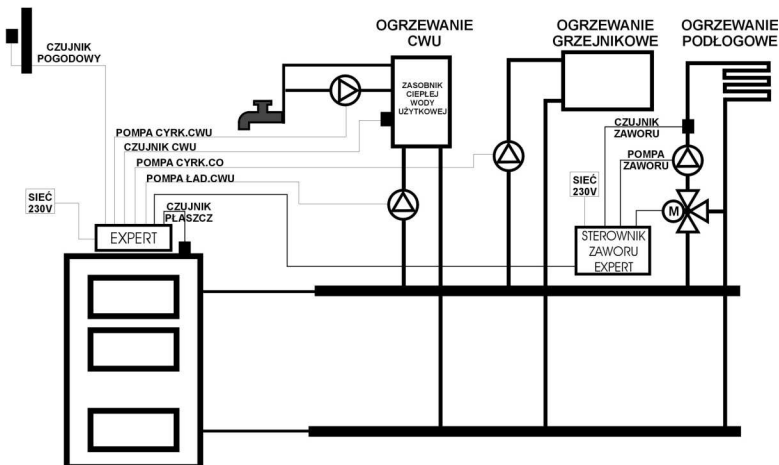 OGRZEWANIE
CWU
OGRZEWANIE
GRZEJNIKOWE
OGRZEWANIE
PODŁOGOWE
CZUJNIK
POGODOWY
ZASOBNIK
CIEPŁEJ
WODY
UŻYTKOWEJ
POMPA CYRK.CWU
CZUJNIK CWU
POMPA CYRK.CO
POMPA ŁAD.CWU
CZUJNIK
ZAWORU
POMPA
ZAWORU
SIEĆ
230V
SIEĆ
230V
CZUJNIK
PŁASZCZ
EXPERT
M
STEROWNIK
ZAWORU
EXPERT